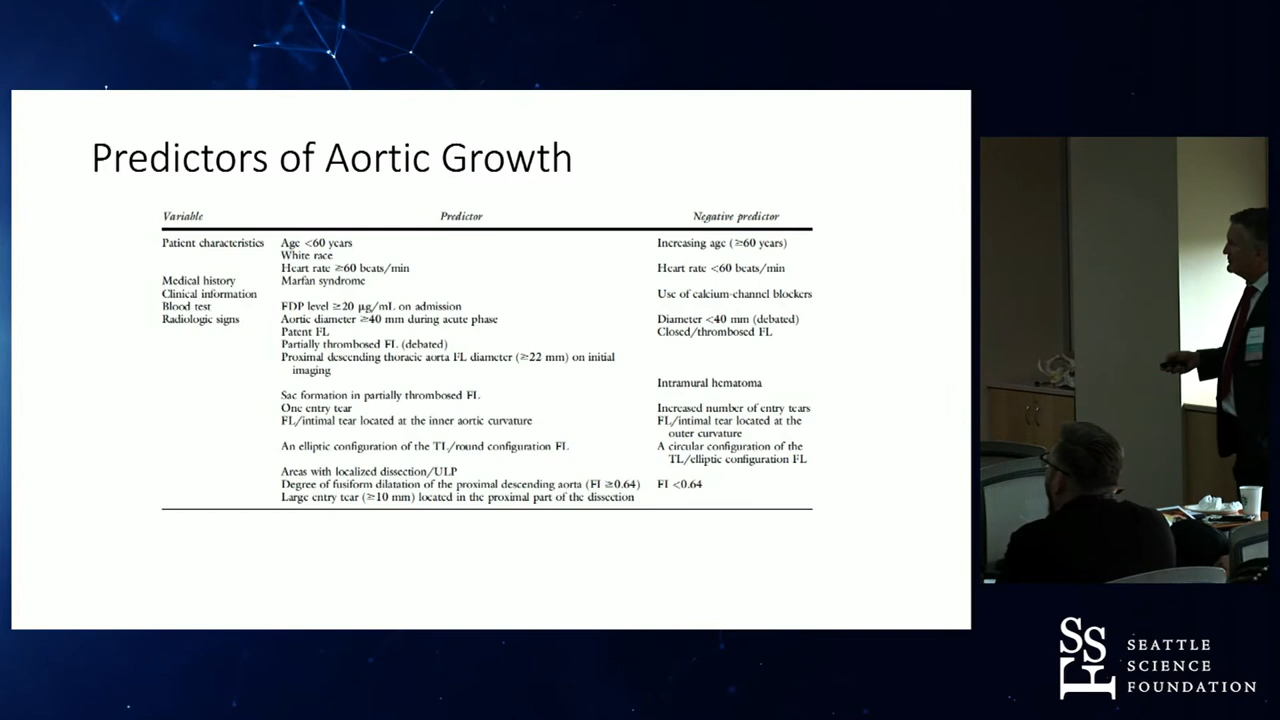 Predictors of Aortic Growth
Variable Predictor Negative predictor
Patient characteristics Age <60 years Increasing age (≥60 years)
White race
Heart rate ≥60 beats/min Heart rate <60 beats/min
Medical history Marfan syndrome
Clinical information Use of calcium-channel blockers
Blood test FDP level ≥20 μg/mL on admission
Radiologic signs Aortic diameter ≥40 mm during acute phase Diameter <40 mm (debated)
Patent FL Closed/thrombosed FL
Partially thrombosed FL (debated)
Proximal descending thoracic aorta FL diameter (≥22 mm) on initial
imaging
Intramural hematoma
Sac formation in partially thrombosed FL
One entry tear Increased number of entry tears
FL/intimal tear located at the inner aortic curvature FL/intimal tear located at the
outer curvature
An elliptic configuration of the TL/round configuration FL A circular configuration of the
TL/elliptic configuration FL
Areas with localized dissection/ULP
Degree of fusiform dilatation of the proximal descending aorta (FI ≥0.64) FI <0.64
Large entry tear (≥10 mm) located in the proximal part of the dissection
SSF
SEATTLE
SCIENCE
FOUNDATION